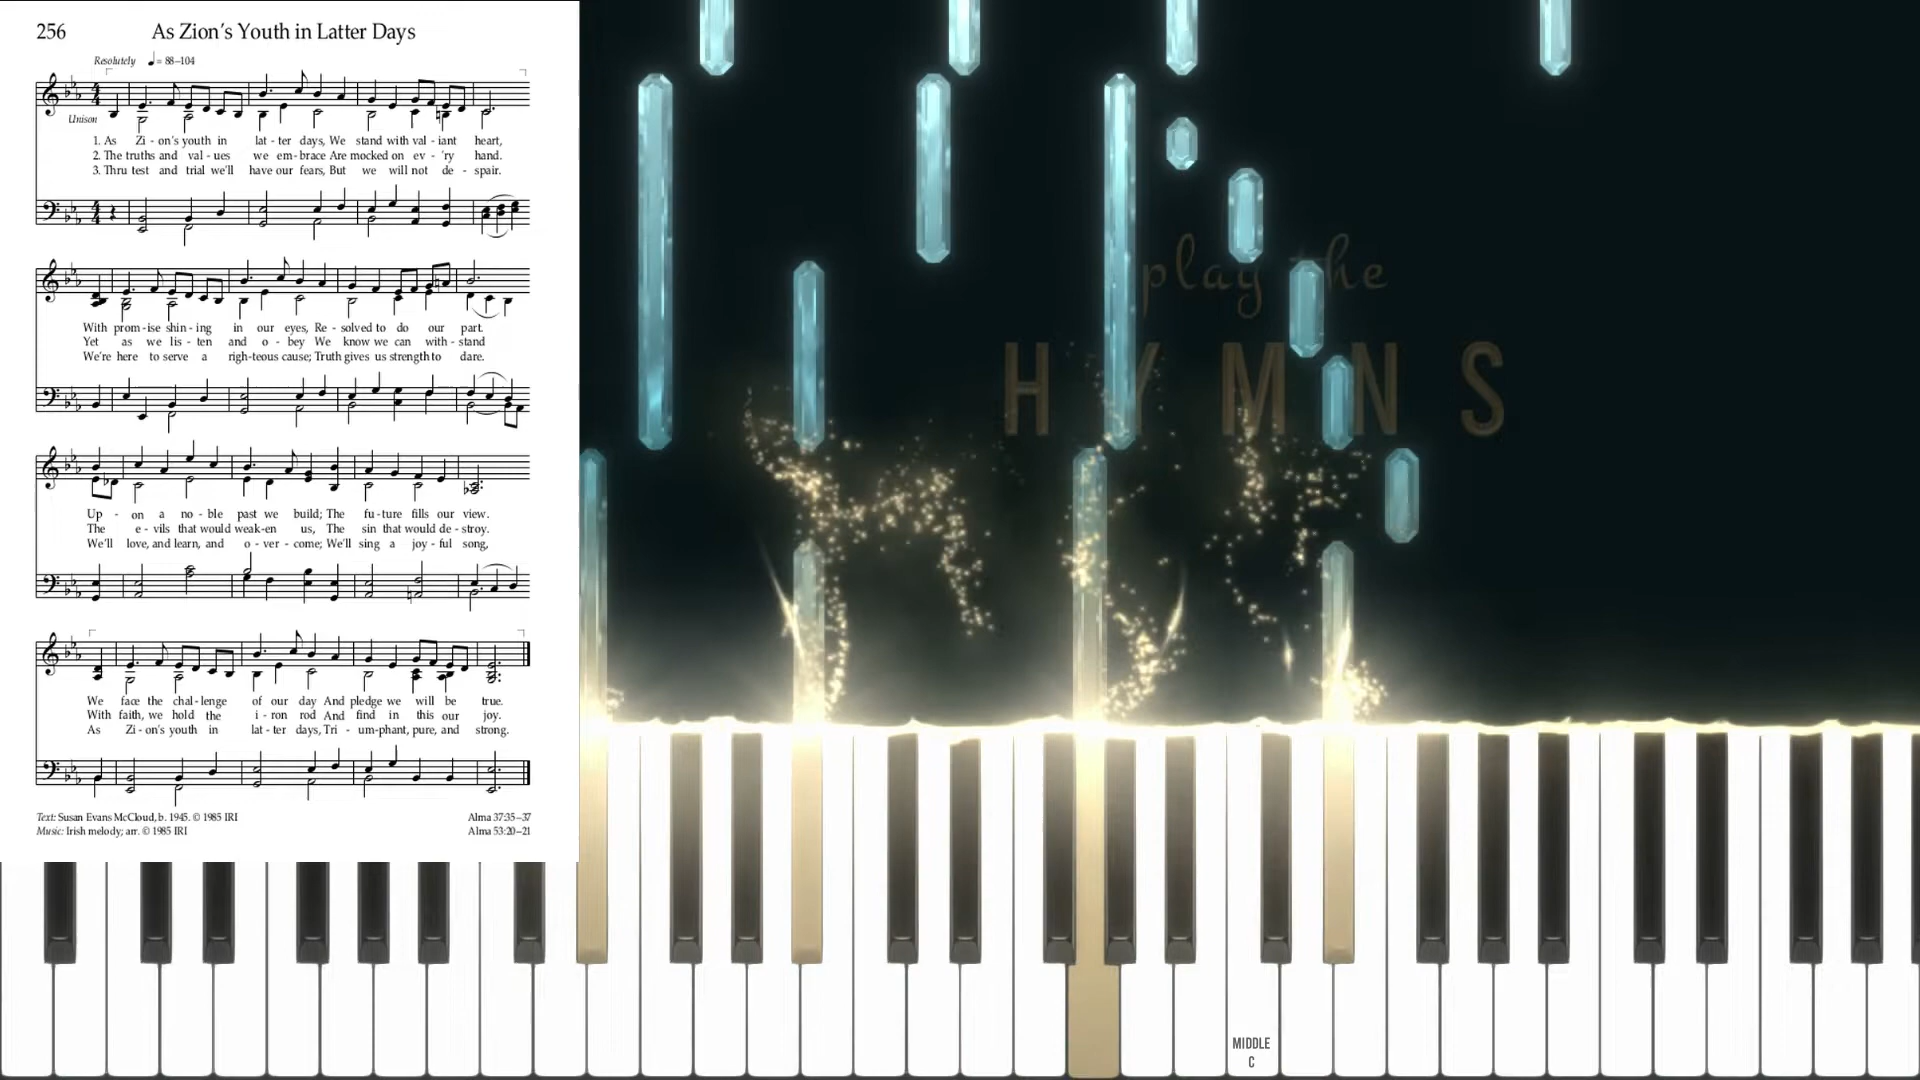 256 As Zion's Youth in Latter Days
Resolutely ♩= 88–104
Unison
1. As Zi - on's youth in lat - ter days, We stand with val - iant heart,
2. The truths and val - ues we em - brace Are mocked on ev - 'ry hand.
3. Thru test and trial we'll have our fears, But we will not de - spair.
With prom - ise shin - ing in our eyes, Re - solved to do our part.
Yet as we lis - ten and o - bey We know we can with - stand
We're here to serve a righ - teous cause; Truth gives us strength to dare.
Up - on a no - ble past we build; The fu - ture fills our view.
The e - vils that would weak - en us, The sin that would de - stroy.
We'll love, and learn, and o - ver - come; We'll sing a joy - ful song,
We face the chal - lenge of our day And pledge we will be true.
With faith, we hold the i - ron rod And find in this our joy.
As Zi - on's youth in lat - ter days, Tri - um - phant, pure, and strong.
Text: Susan Evans McCloud, b. 1945. © 1985 IRI
Music: Irish melody; arr. © 1985 IRI
Alma 37:35–37
Alma 53:20–21
play the
HYMNS
MIDDLE
C